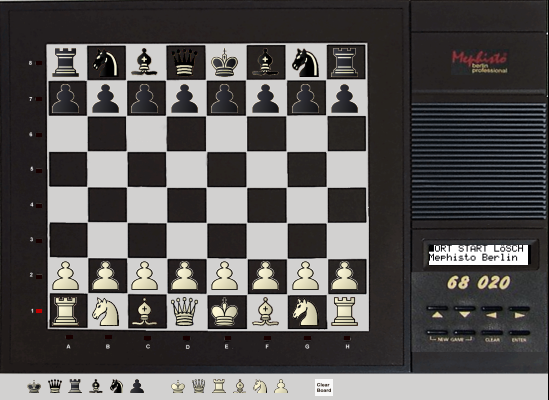 Mephisto
berlin
professional
8
7
6
5
4
3
2
1
A B C D E F G H
ORT START LöSCH
Mephisto Berlin
68 020
NEW GAME CLEAR ENTER
Clear
Board